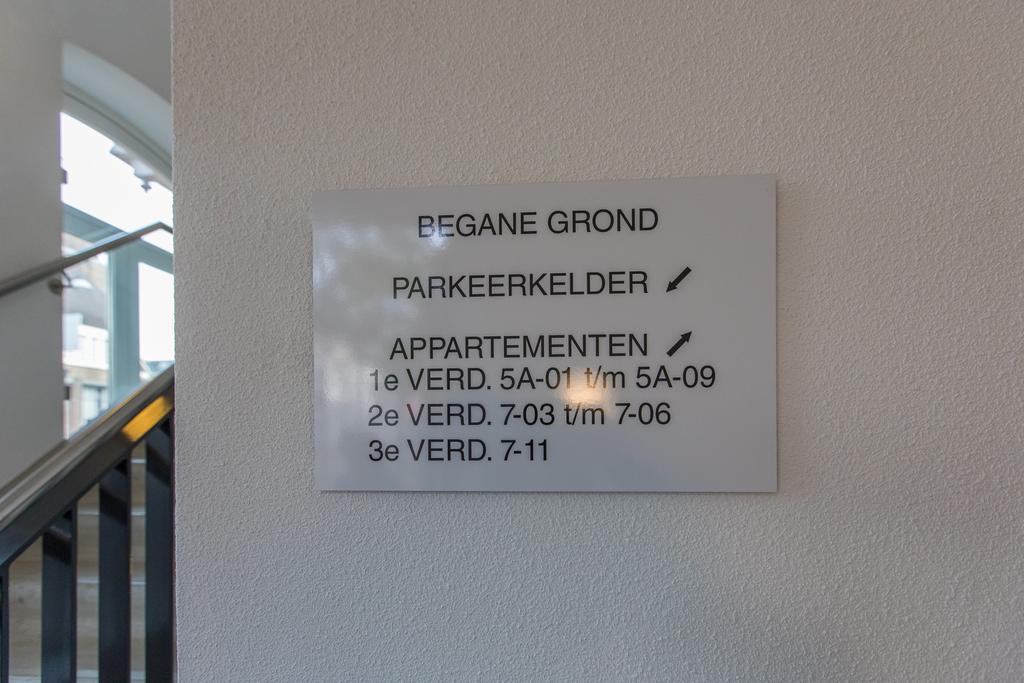 BEGANE GROND
PARKEERKELDER ↙
APPARTEMENTEN ↗
1e VERD. 5A-01 t/m 5A-09
2e VERD. 7-03 t/m 7-06
3e VERD. 7-11